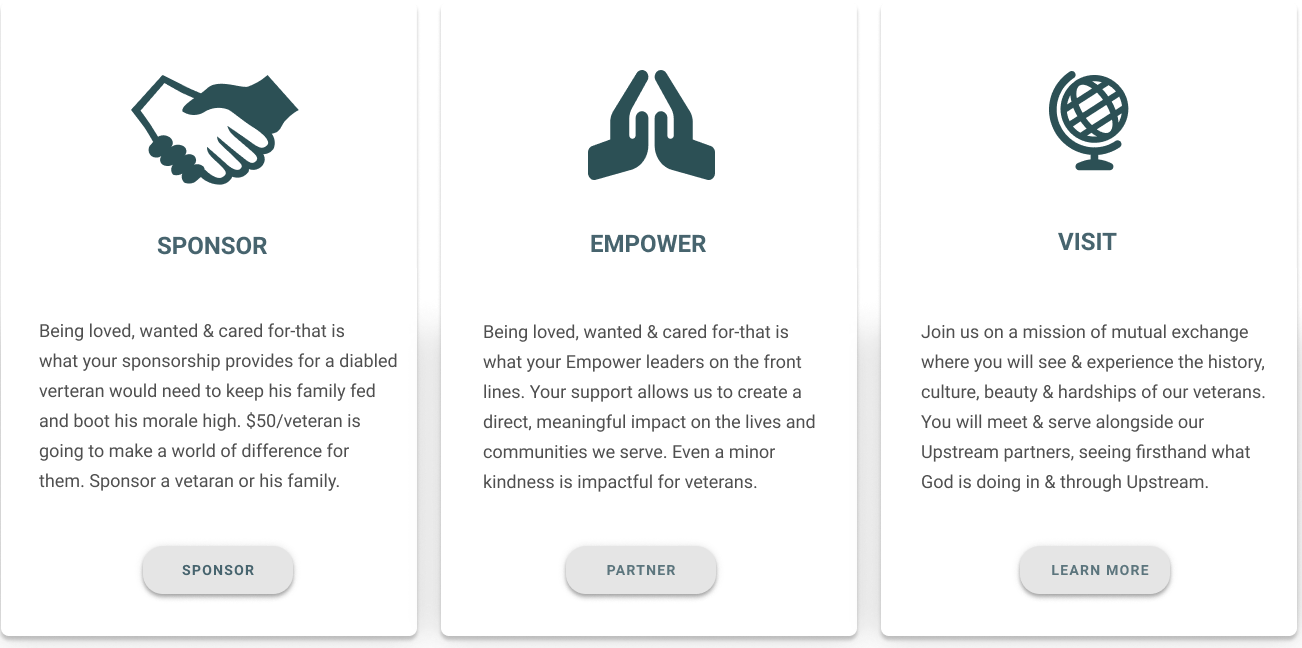 SPONSOR
Being loved, wanted & cared for-that is
what your sponsorship provides for a diabled
verteran would need to keep his family fed
and boot his morale high. $50/veteran is
going to make a world of difference for
them. Sponsor a vetaran or his family.
SPONSOR
EMPOWER
Being loved, wanted & cared for-that is
what your Empower leaders on the front
lines. Your support allows us to create a
direct, meaningful impact on the lives and
communities we serve. Even a minor
kindness is impactful for veterans.
PARTNER
VISIT
Join us on a mission of mutual exchange
where you will see & experience the history,
culture, beauty & hardships of our veterans.
You will meet & serve alongside our
Upstream partners, seeing firsthand what
God is doing in & through Upstream.
LEARN MORE